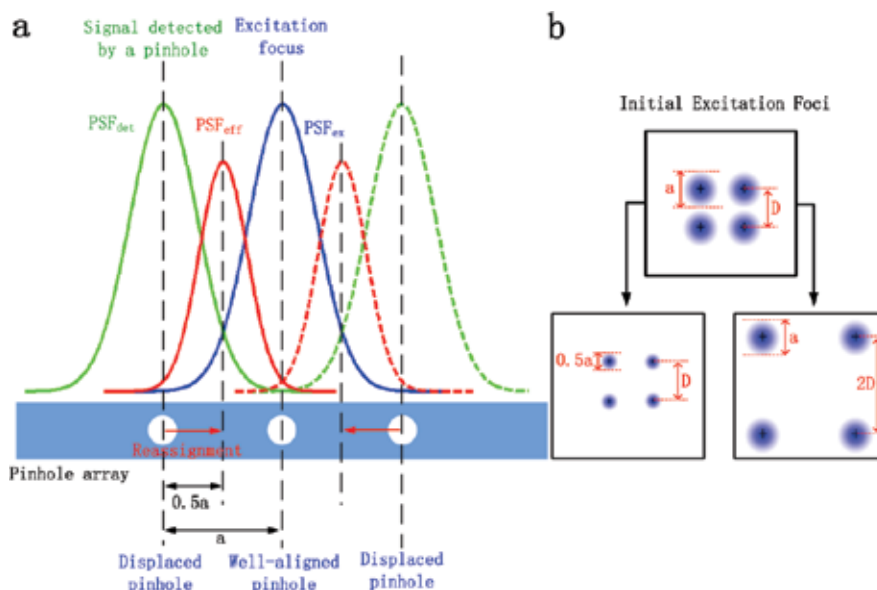 a
Signal detected
by a pinhole
Excitation
focus
PSFdet
PSFeff
PSFex
Reassignment
Pinhole array
0.5a
a
Displaced
pinhole
Well-aligned
pinhole
Displaced
pinhole
b
Initial Excitation Foci
a
D
0.5a
D
a
2D